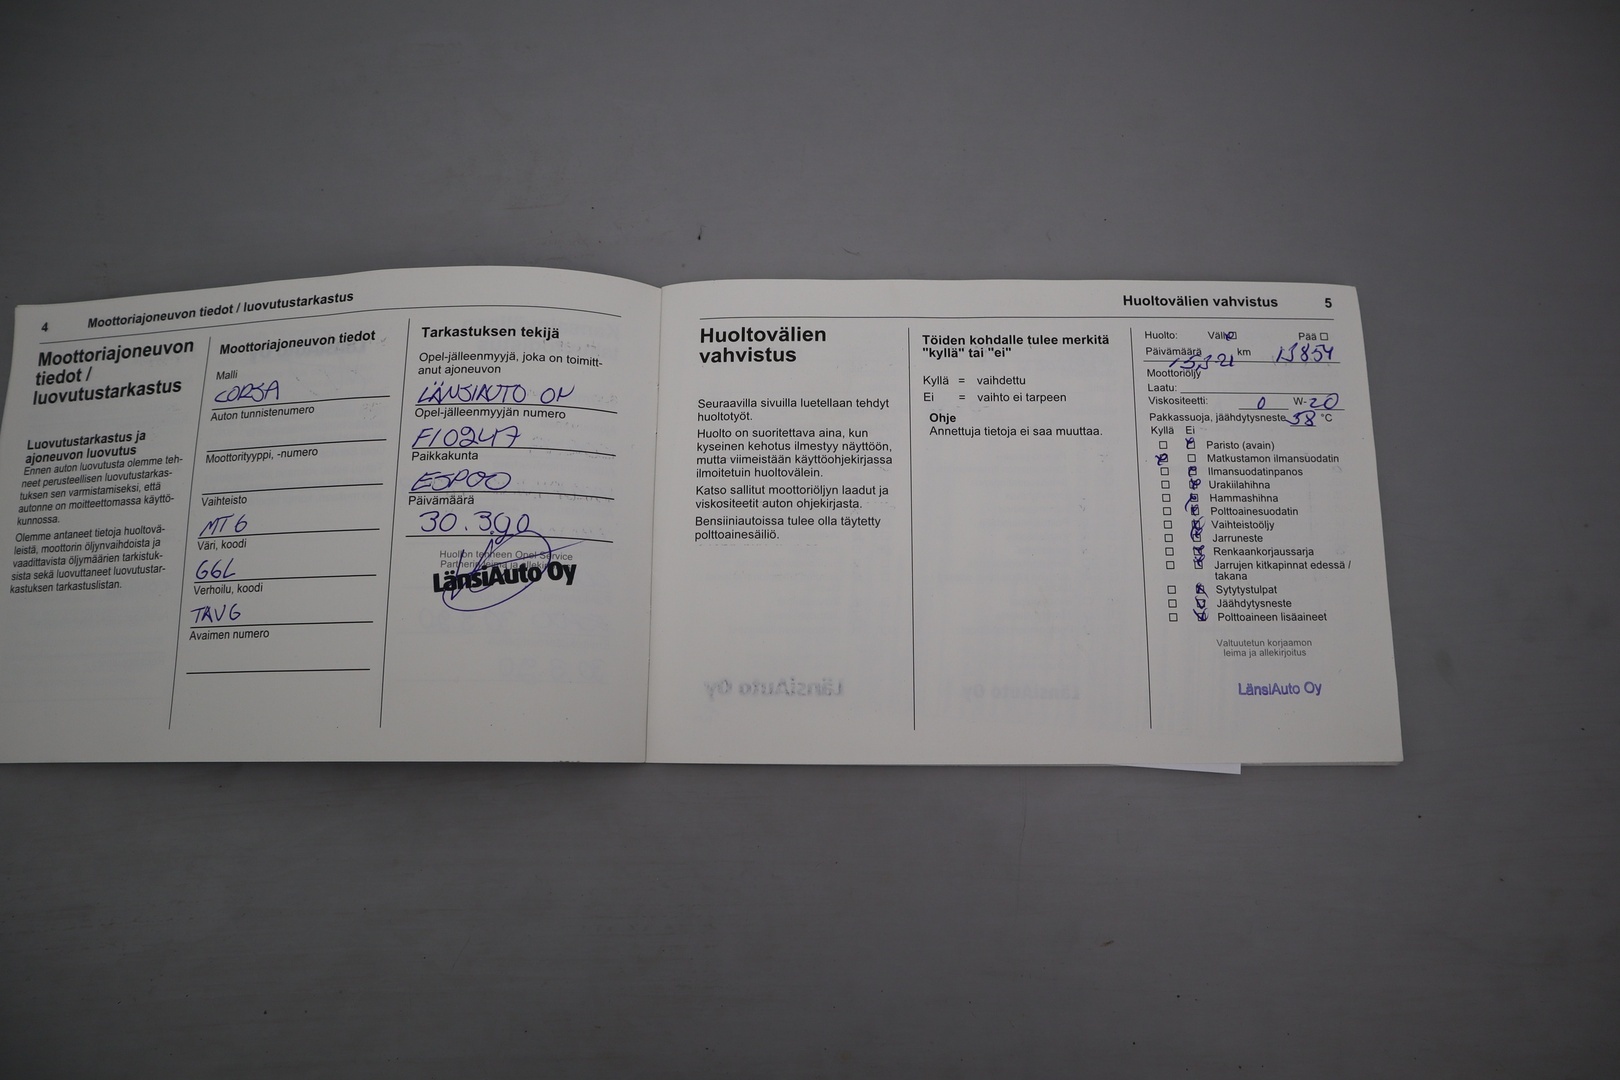 4 Moottoriajoneuvon tiedot / luovutustarkastus
Moottoriajoneuvon
tiedot /
luovutustarkastus
Luovutustarkastus ja
ajoneuvon luovutus
Ennen auton luovutusta olemme teh-
neet perusteellisen luovutustarkas-
tuksen sen varmistamiseksi, että
autonne on moitteettomassa käyttö-
kunnossa.
Olemme antaneet tietoja huoltovä-
leistä, moottorin öljynvaihdoista ja
vaadittavista öljymäärien tarkistuk-
sista sekä luovuttaneet luovutustar-
kastuksen tarkastuslistan.
Moottoriajoneuvon tiedot
Malli
CORSA
Auton tunnistenumero
Moottorityyppi, -numero
Vaihteisto
MT6
Väri, koodi
G6L
Verhoilu, koodi
TAVG
Avaimen numero
Tarkastuksen tekijä
Opel-jälleenmyyjä, joka on toimitt-
anut ajoneuvon
LÄNSIAUTO OY
Opel-jälleenmyyjän numero
FI0247
Paikkakunta
ESPOO
Päivämäärä
30.3.20
Huollon tehneen Opel Service
LänsiAuto Oy
Huoltovälien vahvistus 5
Huoltovälien
vahvistus
Seuraavilla sivuilla luetellaan tehdyt
huoltotyöt.
Huolto on suoritettava aina, kun
kyseinen kehotus ilmestyy näyttöön,
mutta viimeistään käyttöohjekirjassa
ilmoitetuin huoltovälein.
Katso sallitut moottoriöljyn laadut ja
viskositeetit auton ohjekirjasta.
Bensiiniautoissa tulee olla täytetty
polttoainesäiliö.
Töiden kohdalle tulee merkitä
"kyllä" tai "ei"
Kyllä = vaihdettu
Ei = vaihto ei tarpeen
Ohje
Annettuja tietoja ei saa muuttaa.
Huolto: Väli Pää
Päivämäärä km 13854
Moottoriöljy
Laatu:
Viskositeetti: 0 W-20
Pakkassuoja, jäähdytysneste 38 °C
Kyllä Ei
Paristo (avain)
Matkustamon ilmansuodatin
Ilmansuodatinpanos
Urakiilahihna
Hammashihna
Polttoainesuodatin
Vaihteistoöljy
Jarruneste
Renkaankorjaussarja
Jarrujen kitkapinnat edessä /
takana
Sytytystulpat
Jäähdytysneste
Polttoaineen lisäaineet
Valtuutetun korjaamon
leima ja allekirjoitus
LänsiAuto Oy